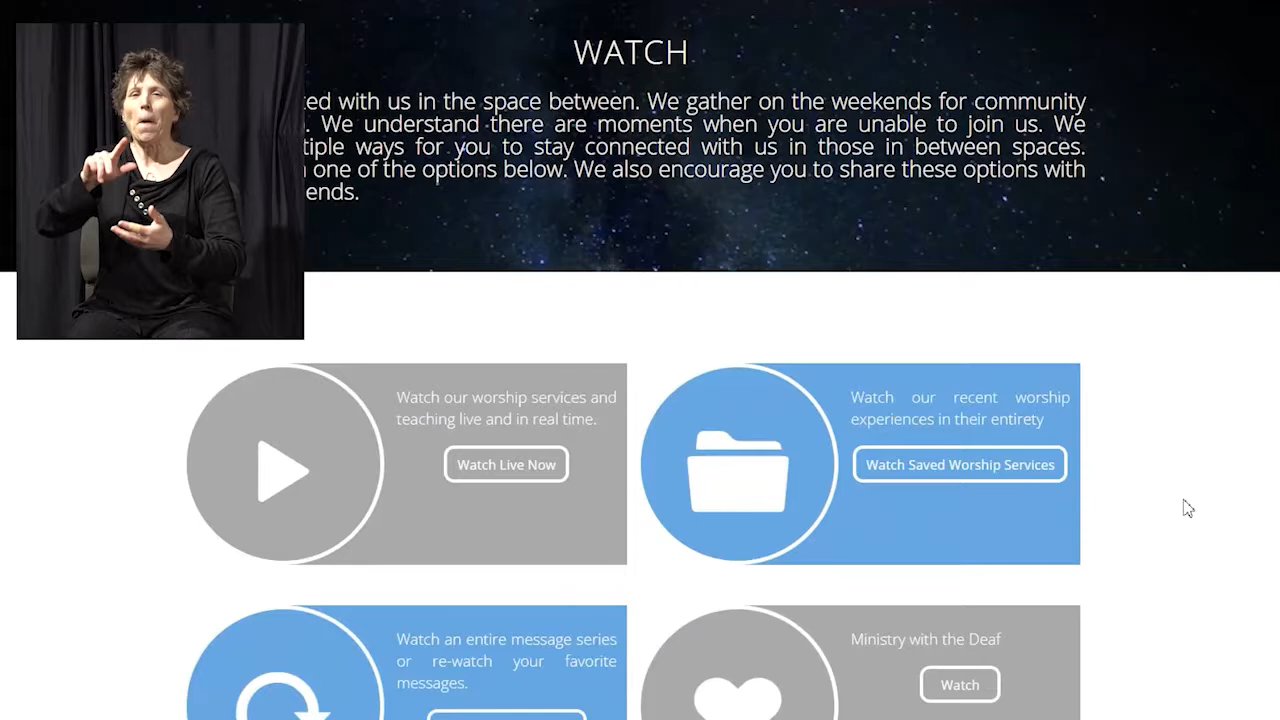 WATCH
with us in the space between. We gather on the weekends for community
. We understand there are moments when you are unable to join us. We
ways for you to stay connected with us in those in between spaces.
one of the options below. We also encourage you to share these options with
Watch our worship services and
teaching live and in real time.
Watch Live Now
Watch our recent worship
experiences in their entirety
Watch Saved Worship Services
Watch an entire message series
or re-watch your favorite
messages.
Ministry with the Deaf
Watch